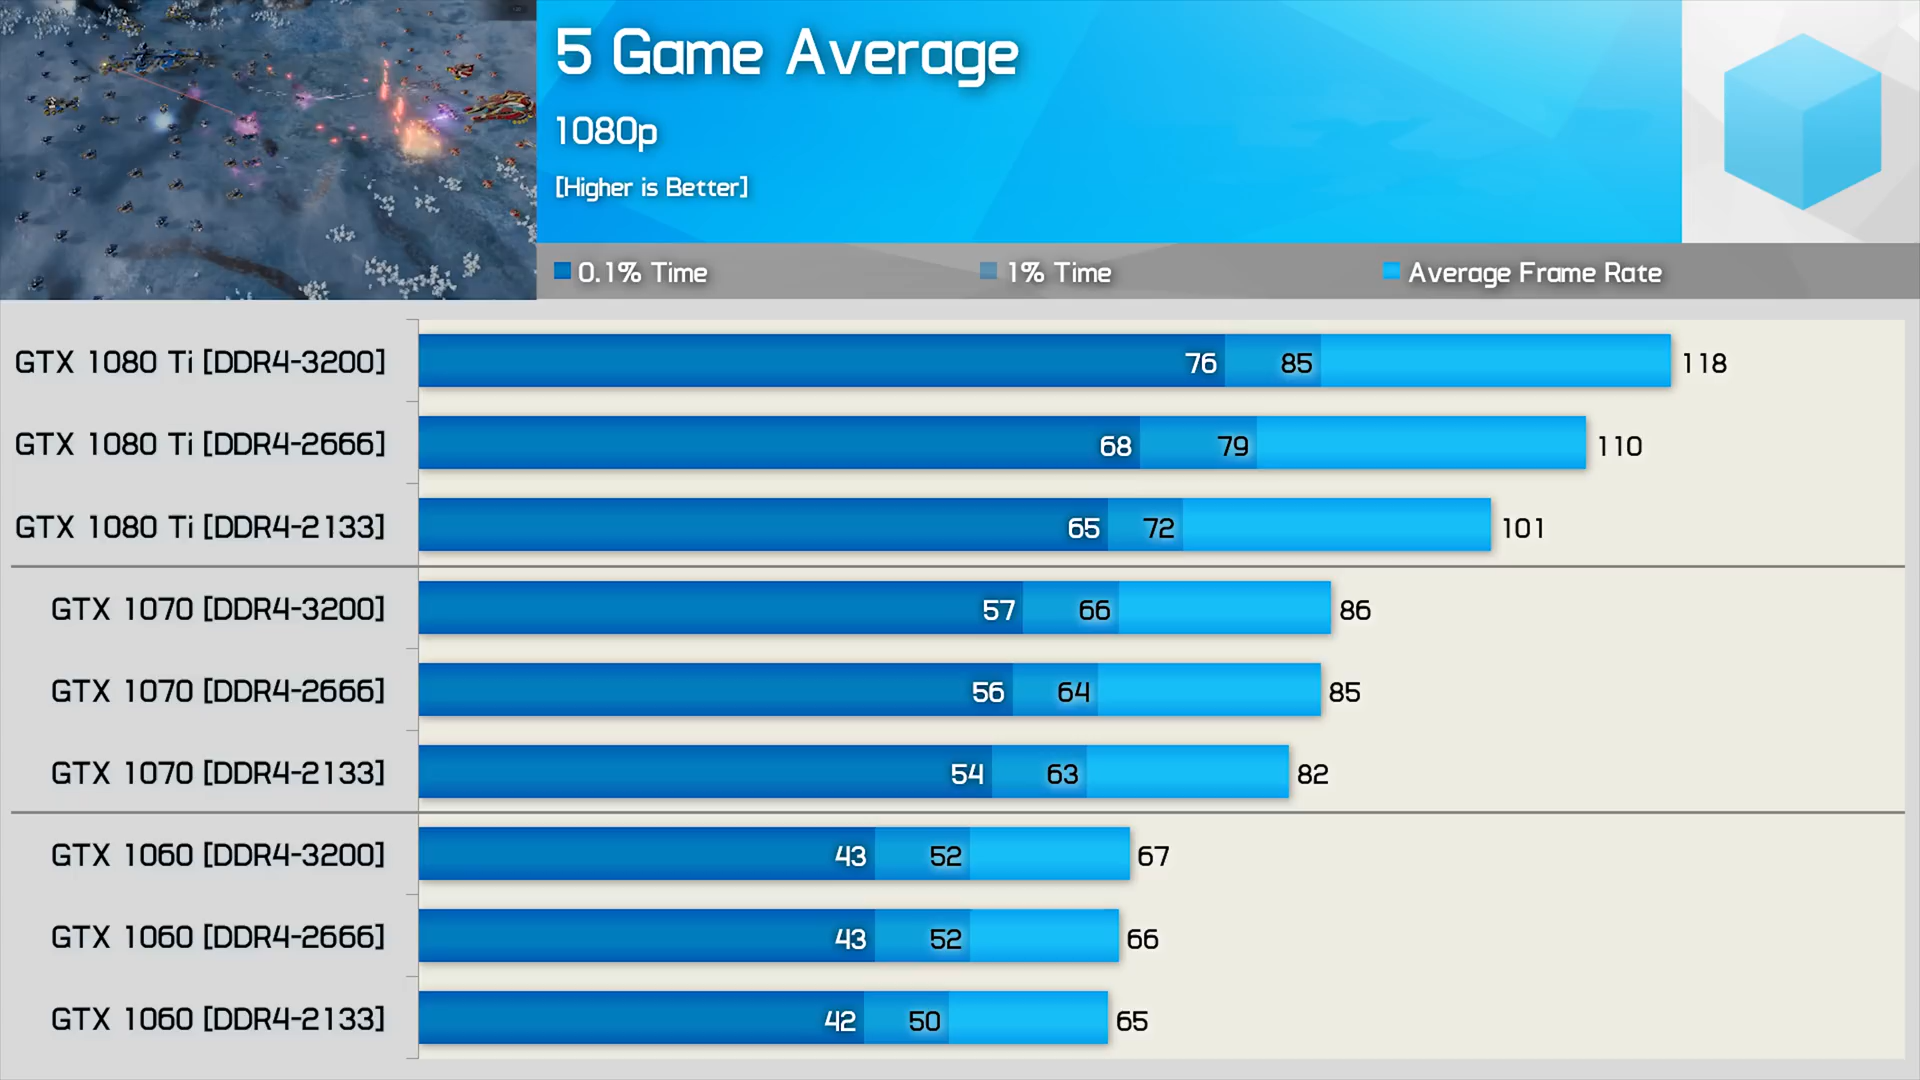 5 Game Average
1080p
[Higher is Better]
0.1% Time 1% Time Average Frame Rate
GTX 1080 Ti [DDR4-3200] 76 85 118
GTX 1080 Ti [DDR4-2666] 68 79 110
GTX 1080 Ti [DDR4-2133] 65 72 101
GTX 1070 [DDR4-3200] 57 66 86
GTX 1070 [DDR4-2666] 56 64 85
GTX 1070 [DDR4-2133] 54 63 82
GTX 1060 [DDR4-3200] 43 52 67
GTX 1060 [DDR4-2666] 43 52 66
GTX 1060 [DDR4-2133] 42 50 65